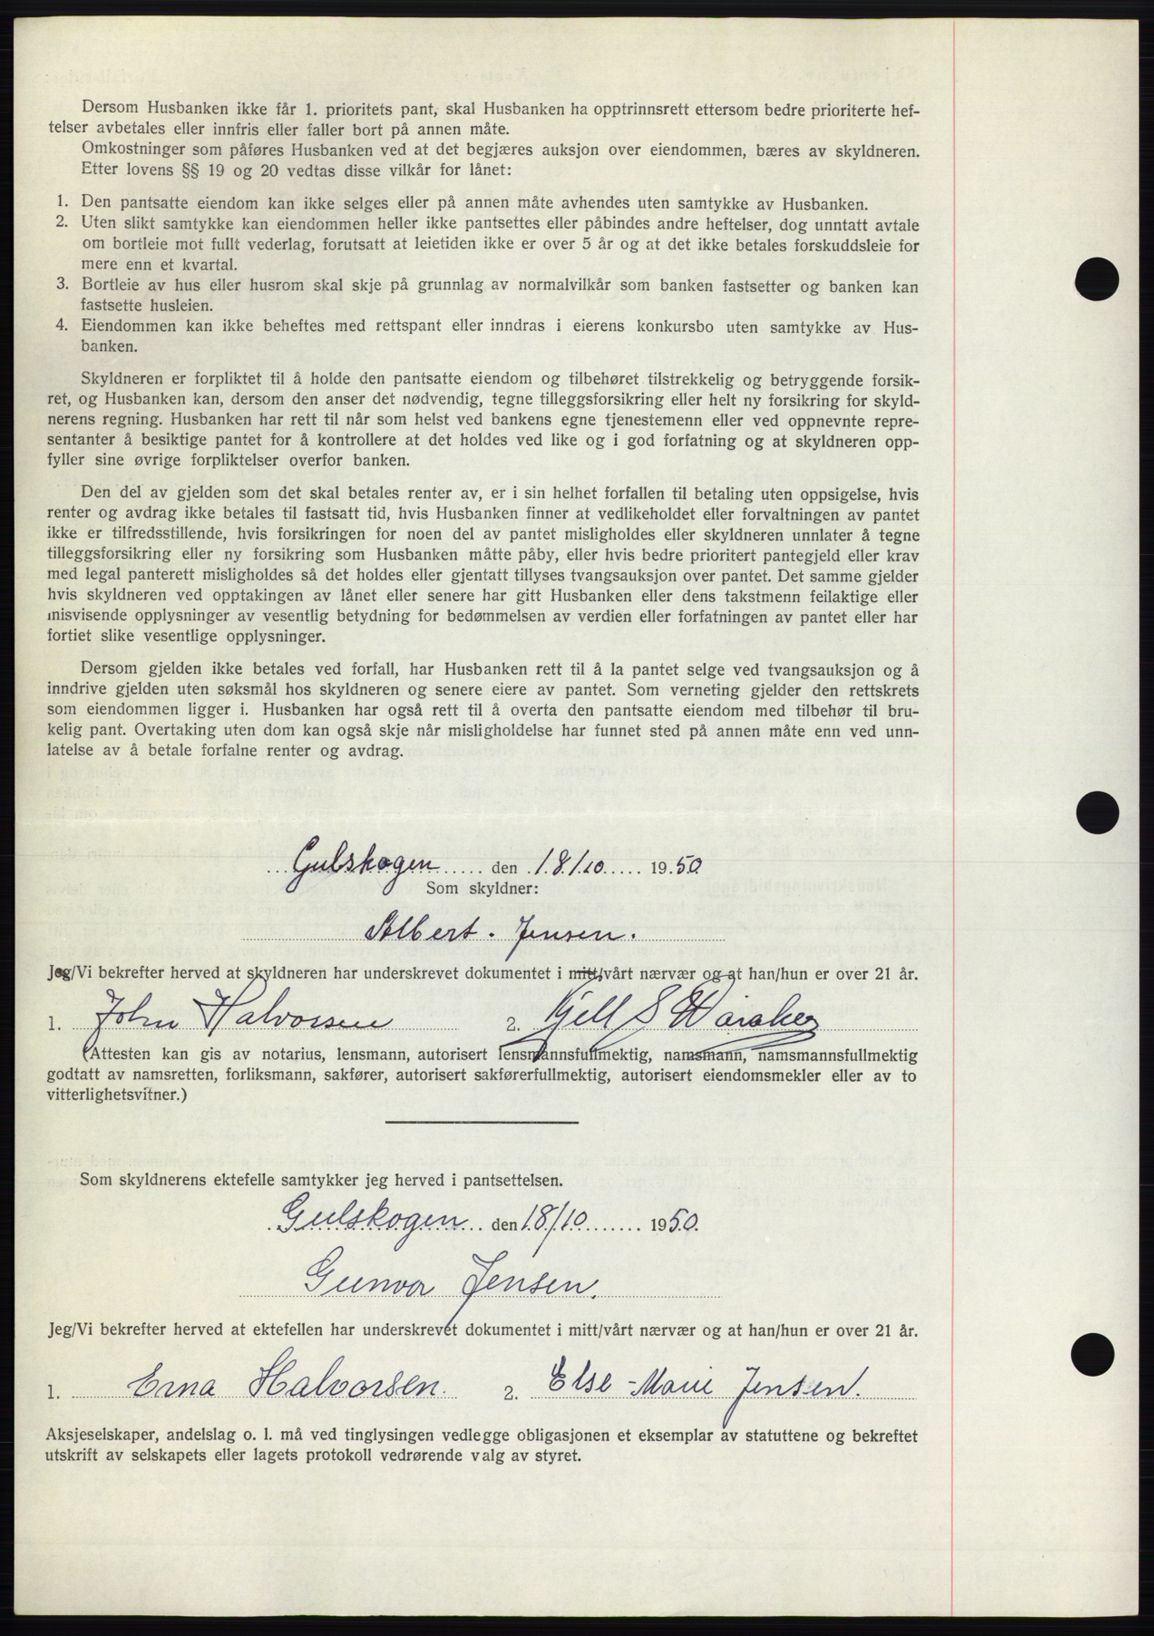 Dersom Husbanken ikke får 1. prioritets pant, skal Husbanken ha opptrinnsrett ettersom bedre prioriterte hef-
telser avbetales eller innfris eller faller bort på annen måte.
Omkostninger som påføres Husbanken ved at det begjæres auksjon over eiendommen, bæres av skyldneren.
Etter lovens §§ 19 og 20 vedtas disse vilkår for lånet:
1. Den pantsatte eiendom kan ikke selges eller på annen måte avhendes uten samtykke av Husbanken.
2. Uten slikt samtykke kan eiendommen heller ikke pantsettes eller påbindes andre heftelser, dog unntatt avtale
om bortleie mot fullt vederlag, forutsatt at leietiden ikke er over 5 år og at det ikke betales forskuddsleie for
mere enn et kvartal.
3. Bortleie av hus eller husrom skal skje på grunnlag av normalvilkår som banken fastsetter og banken kan
fastsette husleien.
4. Eiendommen kan ikke beheftes med rettspant eller inndras i eierens konkursbo uten samtykke av Hus-
banken.
Skyldneren er forpliktet til å holde den pantsatte eiendom og tilbehøret tilstrekkelig og betryggende forsik-
ret, og Husbanken kan, dersom den anser det nødvendig, tegne tilleggsforsikring eller helt ny forsikring for skyld-
nerens regning. Husbanken har rett til når som helst ved bankens egne tjenestemenn eller ved oppnevnte repre-
sentanter å besiktige pantet for å kontrollere at det holdes ved like og i god forfatning og at skyldneren opp-
fyller sine øvrige forpliktelser overfor banken.
Den del av gjelden som det skal betales renter av, er i sin helhet forfallen til betaling uten oppsigelse, hvis
renter og avdrag ikke betales til fastsatt tid, hvis Husbanken finner at vedlikeholdet eller forvaltningen av pantet
ikke er tilfredsstillende, hvis forsikringen for noen del av pantet misligholdes eller skyldneren unnlater å tegne
tilleggsforsikring eller ny forsikring som Husbanken måtte påby, eller hvis bedre prioritert pantegjeld eller krav
med legal panterett misligholdes så det holdes eller gjentatt tillyses tvangsauksjon over pantet. Det samme gjelder
hvis skyldneren ved opptakingen av lånet eller senere har gitt Husbanken eller dens takstmenn feilaktige eller
misvisende opplysninger av vesentlig betydning for bedømmelsen av verdien eller forfatningen av pantet eller har
fortiet slike vesentlige opplysninger.
Dersom gjelden ikke betales ved forfall, har Husbanken rett til å la pantet selge ved tvangsauksjon og å
inndrive gjelden uten søksmål hos skyldneren og senere eiere av pantet. Som verneting gjelder den rettskrets
som eiendommen ligger i. Husbanken har også rett til å overta den pantsatte eiendom med tilbehør til bru-
kelig pant. Overtaking uten dom kan også skje når misligholdelse har funnet sted på annen måte enn ved unn-
latelse av å betale forfalne renter og avdrag.
Gulskogen den 18/10 1950
Som skyldner:
Albert. Jensen.
Jeg/Vi bekrefter herved at skyldneren har underskrevet dokumentet i mitt/vårt nærvær og at han/hun er over 21 år.
1. John Halvorsen 2. Kjell S
(Attesten kan gis av notarius, lensmann, autorisert lensmannsfullmektig, namsmann, namsmannsfullmektig
godtatt av namsretten, forliksmann, sakfører, autorisert sakførerfullmektig, autorisert eiendomsmekler eller av to
vitterlighetsvitner.)
Som skyldnerens ektefelle samtykker jeg herved i pantsettelsen.
Gulskogen den 18/10 1950.
Gunvor Jensen.
Jeg/Vi bekrefter herved at ektefellen har underskrevet dokumentet i mitt/vårt nærvær og at han/hun er over 21 år.
1. Erna Halvorsen. 2. Else-Marie Jensen.
Aksjeselskaper, andelslag o. l. må ved tinglysingen vedlegge obligasjonen et eksemplar av statuttene og bekreftet
utskrift av selskapets eller lagets protokoll vedrørende valg av styret.